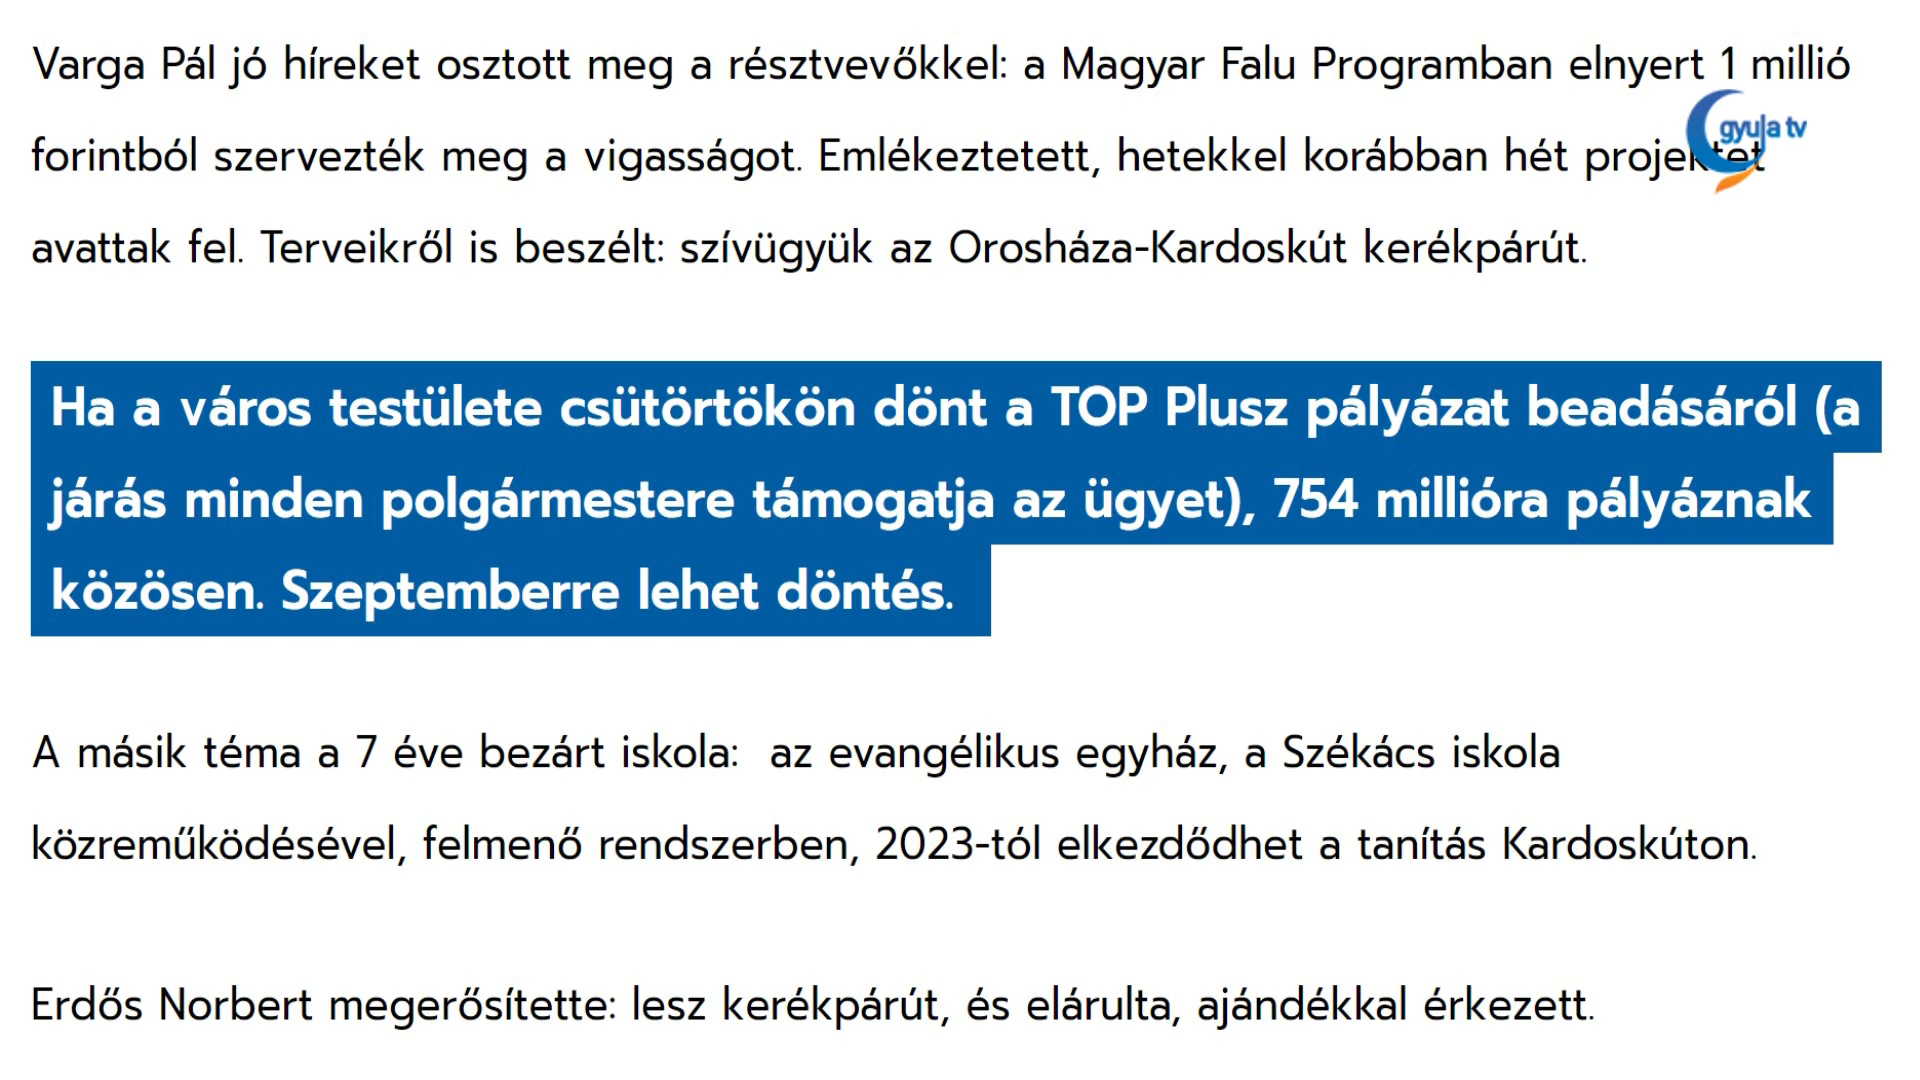 Varga Pál jó híreket osztott meg a résztvevőkkel: a Magyar Falu Programban elnyert 1 millió
gyula tv
forintból szervezték meg a vigasságot. Emlékeztetett, hetekkel korábban hét projektet
avattak fel. Terveikről is beszélt: szívügyük az Orosháza-Kardoskút kerékpárút.
Ha a város testülete csütörtökön dönt a TOP Plusz pályázat beadásáról (a
járás minden polgármestere támogatja az ügyet), 754 millióra pályáznak
közösen. Szeptemberre lehet döntés.
A másik téma a 7 éve bezárt iskola:  az evangélikus egyház, a Székács iskola
közreműködésével, felmenő rendszerben, 2023-tól elkezdődhet a tanítás Kardoskúton.
Erdős Norbert megerősítette: lesz kerékpárút, és elárulta, ajándékkal érkezett.